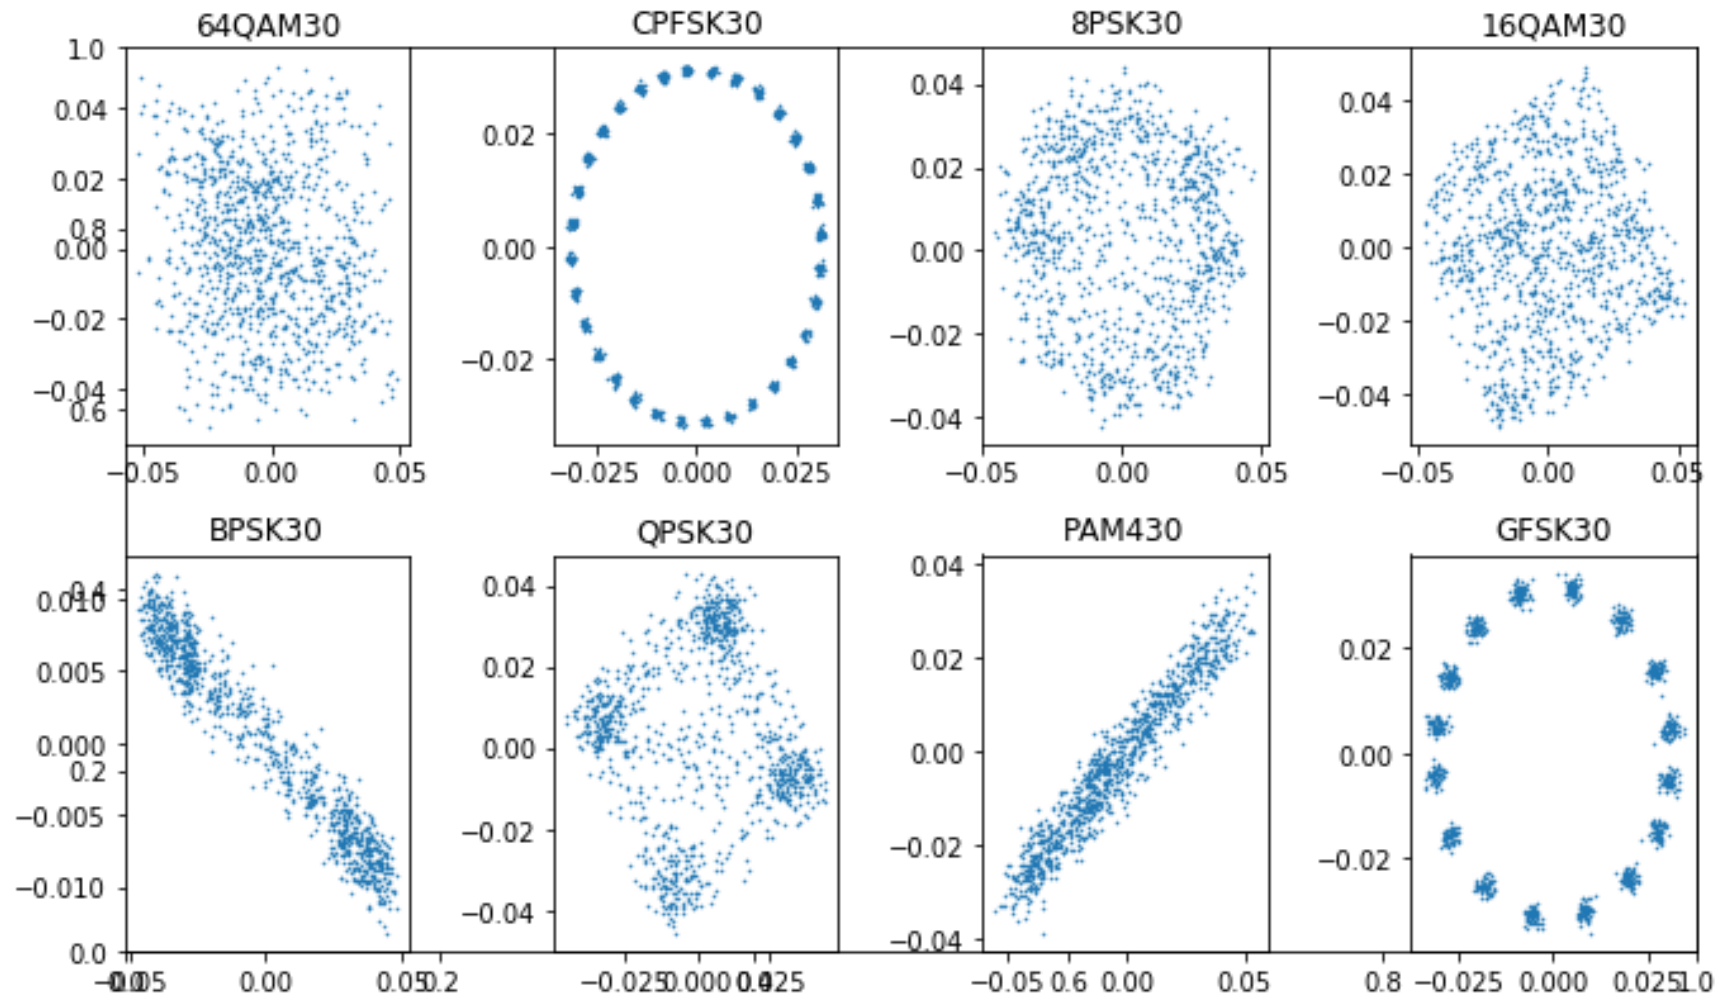 64QAM30 CPFSK30 8PSK30 16QAM30
1.0
0.04 0.04 0.04
0.02 0.02 0.02 0.02
0.8
0.00 0.00 0.00 0.00
−0.02 −0.02 −0.02 −0.02
−0.04 −0.04 −0.04
0.6
−0.05 0.00 0.05 −0.025 0.000 0.025 −0.05 0.00 0.05 −0.05 0.00 0.05
BPSK30 QPSK30 PAM430 GFSK30
0.4 0.04 0.04
0.010
0.005 0.02 0.02 0.02
0.000 0.00 0.00 0.00
0.2
−0.005 −0.02 −0.02 −0.02
−0.010 −0.04 −0.04
0.0
0.0 −0.05 0.00 0.05 0.2 −0.025 0.000 0.4 0.025 −0.05 0.6 0.00 0.05 0.8 −0.025 0.000 0.025 1.0